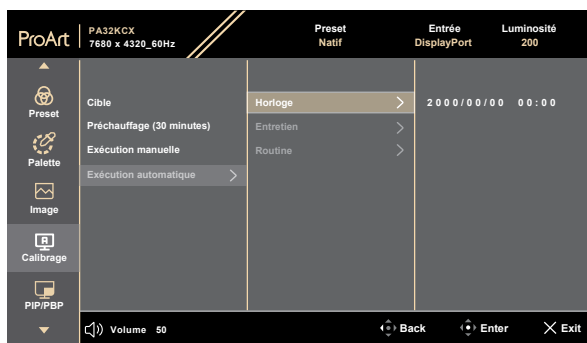 ProArt
PA32KCX
7680 x 4320_60Hz
Preset
Natif
Entrée
DisplayPort
Luminosité
200
Preset
Palette
Image
Calibrage
PIP/PBP
Cible
Préchauffage (30 minutes)
Exécution manuelle
Exécution automatique
Horloge
Entretien
Routine
2000/00/00 00:00
Volume 50
Back
Enter
Exit